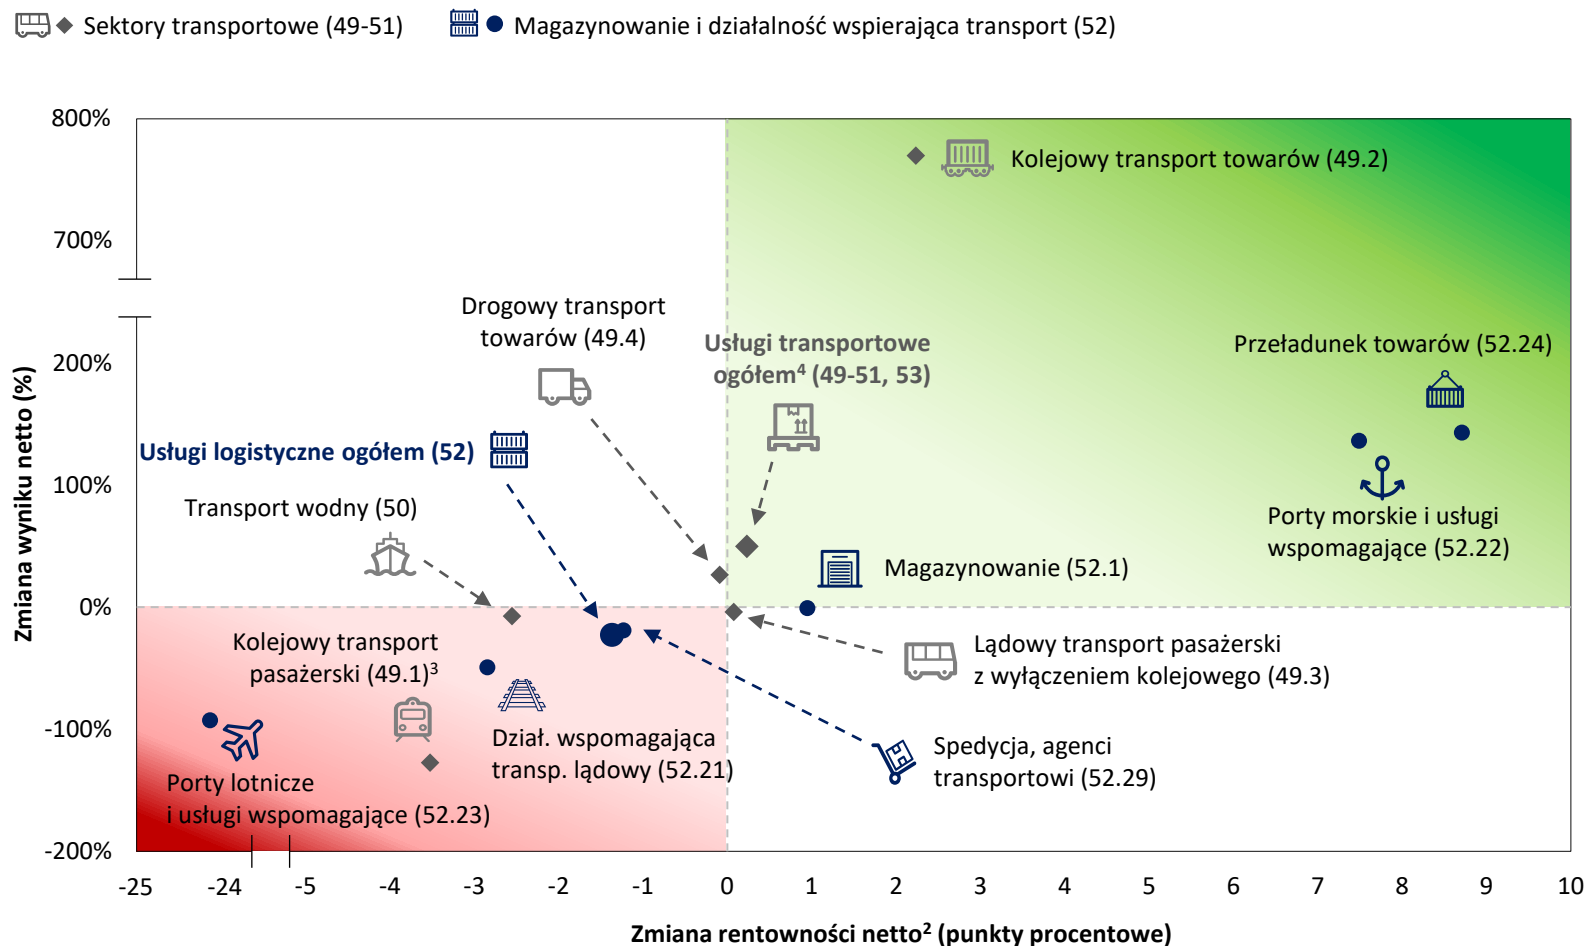 Sektory transportowe (49-51)
Magazynowanie i działalność wspierająca transport (52)
800%
700%
200%
100%
0%
-100%
-200%
Zmiana wyniku netto (%)
Kolejowy transport towarów (49.2)
Drogowy transport
towarów (49.4)
Usługi transportowe
ogółem⁴ (49-51, 53)
Przeładunek towarów (52.24)
Usługi logistyczne ogółem (52)
Transport wodny (50)
Porty morskie i usługi
wspomagające (52.22)
Magazynowanie (52.1)
Kolejowy transport
pasażerski (49.1)³
Lądowy transport pasażerski
z wyłączeniem kolejowego (49.3)
Dział. wspomagająca
transp. lądowy (52.21)
Spedycja, agenci
transportowi (52.29)
Porty lotnicze
i usługi wspomagające (52.23)
-25 -24 -5 -4 -3 -2 -1 0 1 2 3 4 5 6 7 8 9 10
Zmiana rentowności netto² (punkty procentowe)